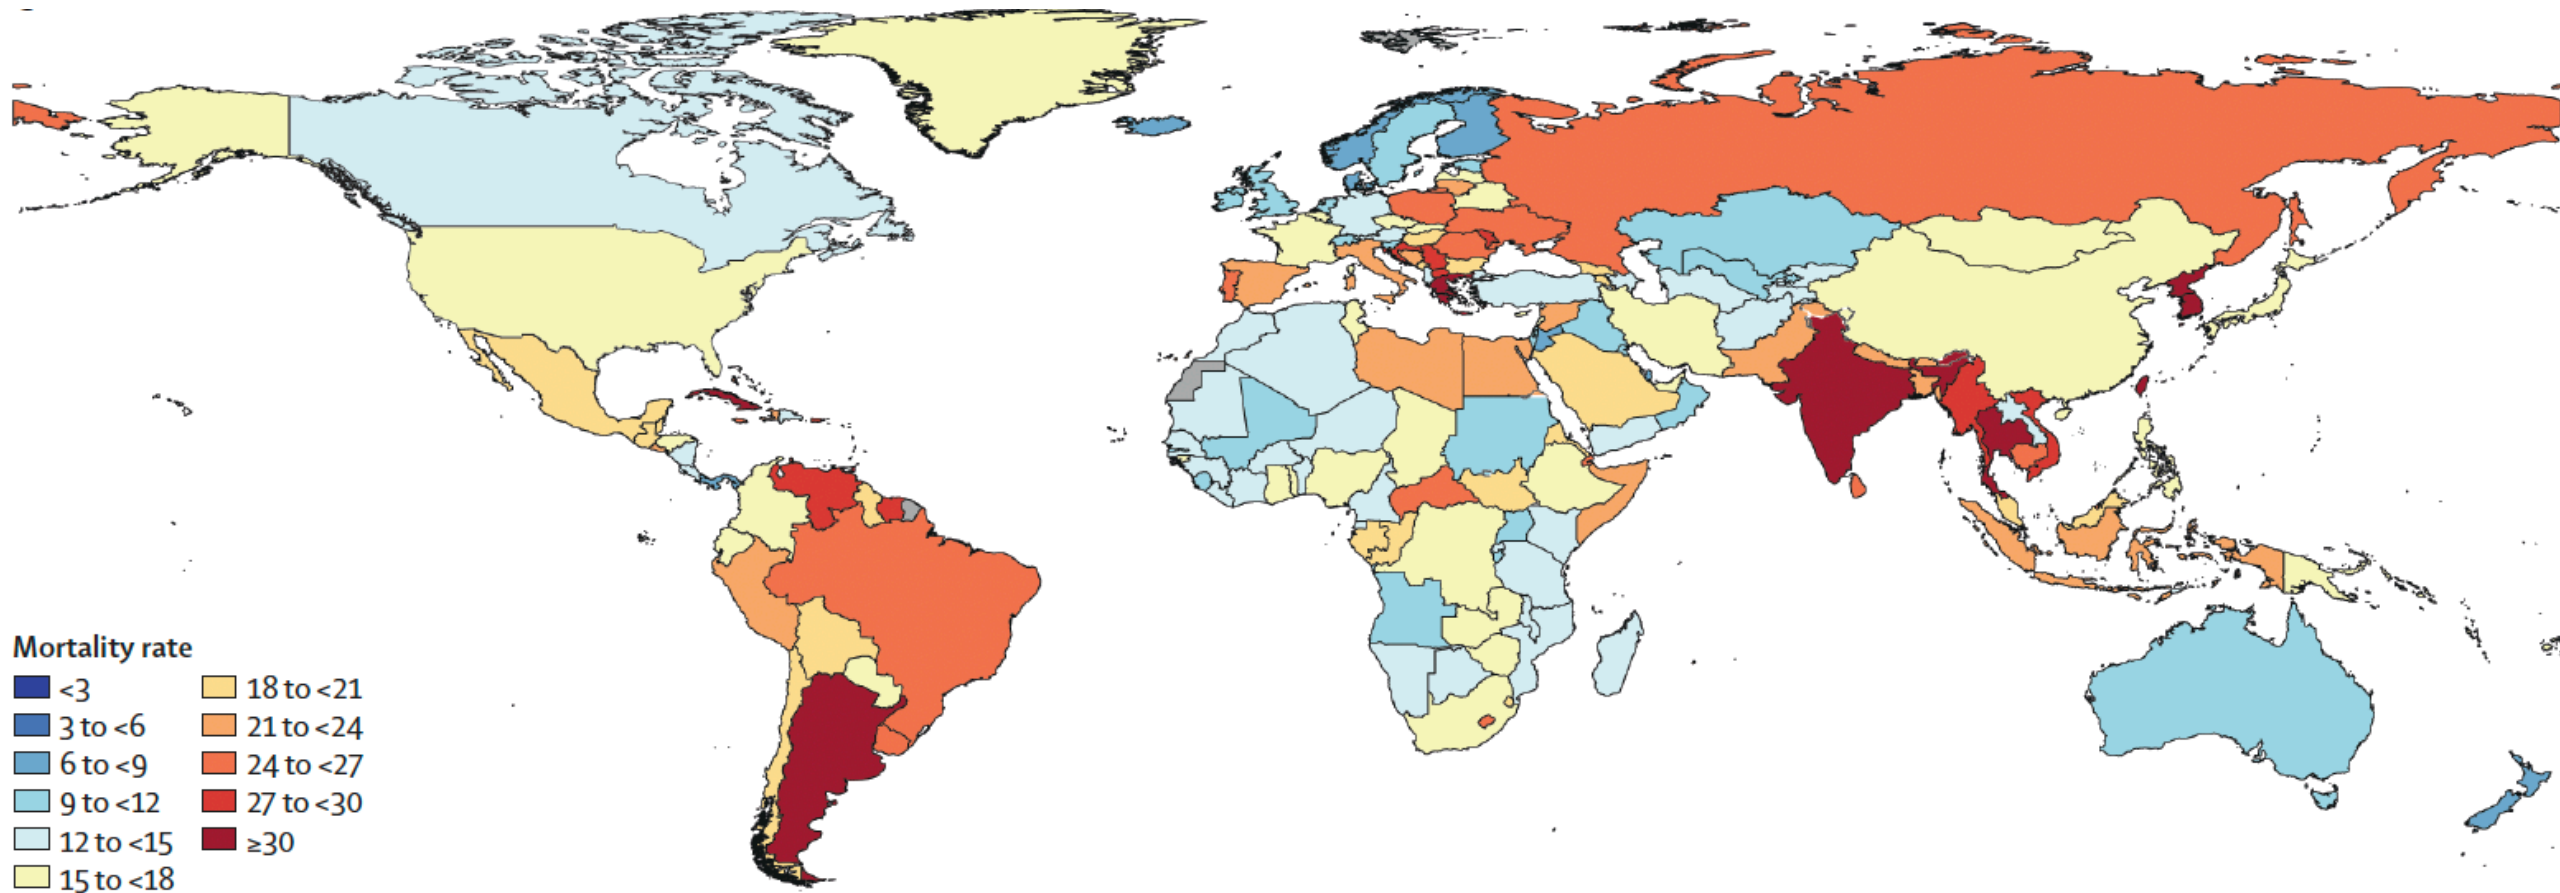 Mortality rate
<3
3 to <6
6 to <9
9 to <12
12 to <15
15 to <18
18 to <21
21 to <24
24 to <27
27 to <30
≥30